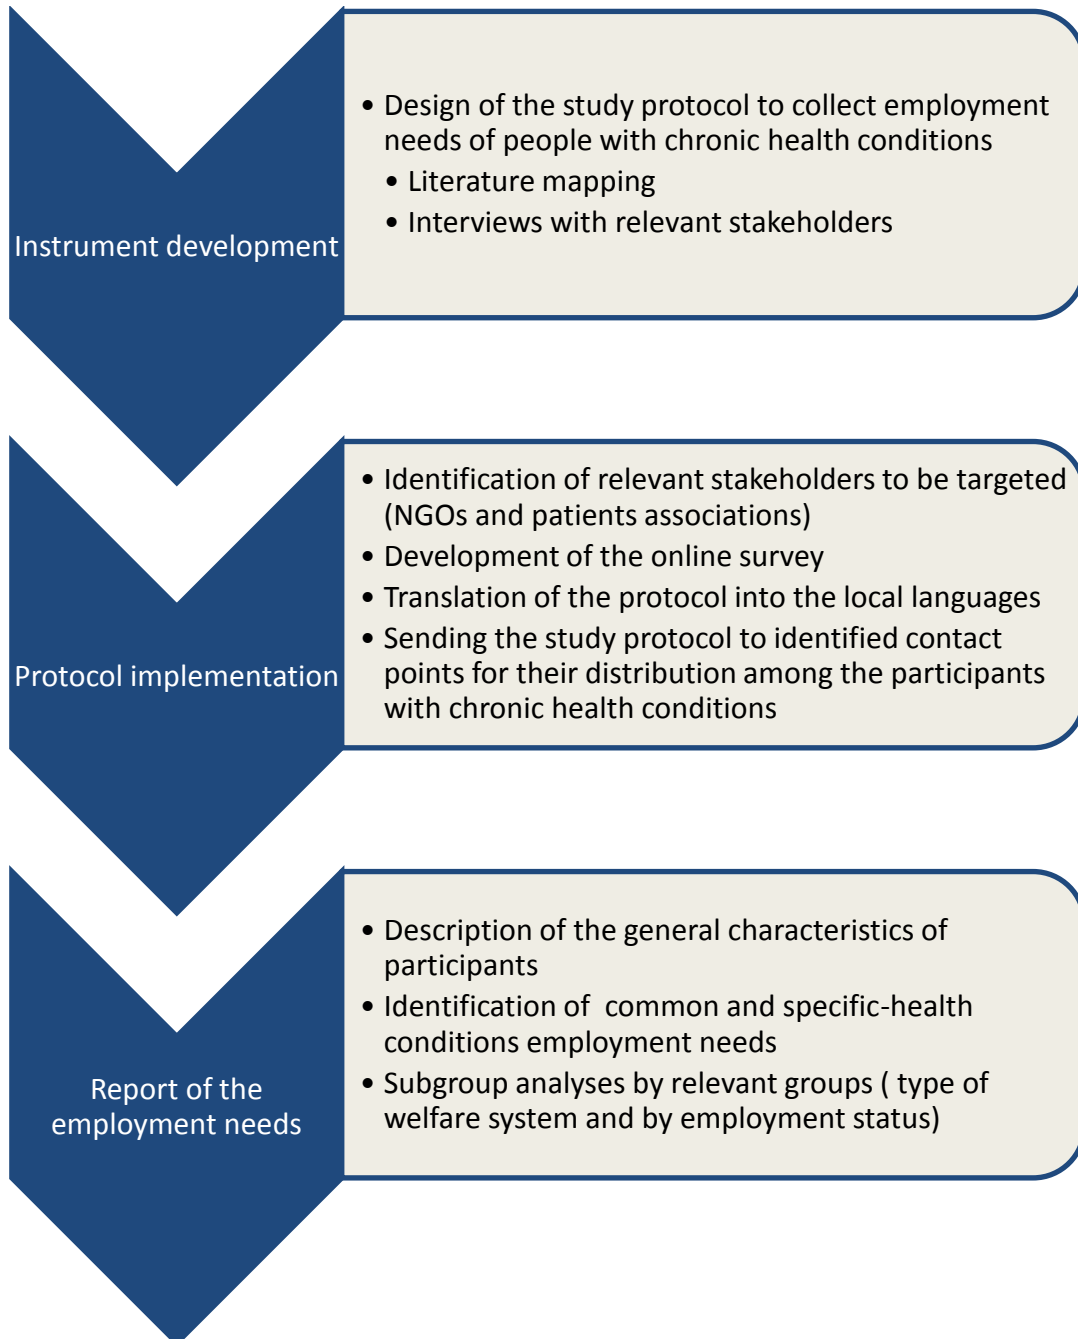 Instrument development
• Design of the study protocol to collect employment
needs of people with chronic health conditions
• Literature mapping
• Interviews with relevant stakeholders
Protocol implementation
• Identification of relevant stakeholders to be targeted
(NGOs and patients associations)
• Development of the online survey
• Translation of the protocol into the local languages
• Sending the study protocol to identified contact
points for their distribution among the participants
with chronic health conditions
Report of the
employment needs
• Description of the general characteristics of
participants
• Identification of  common and specific-health
conditions employment needs
• Subgroup analyses by relevant groups ( type of
welfare system and by employment status)